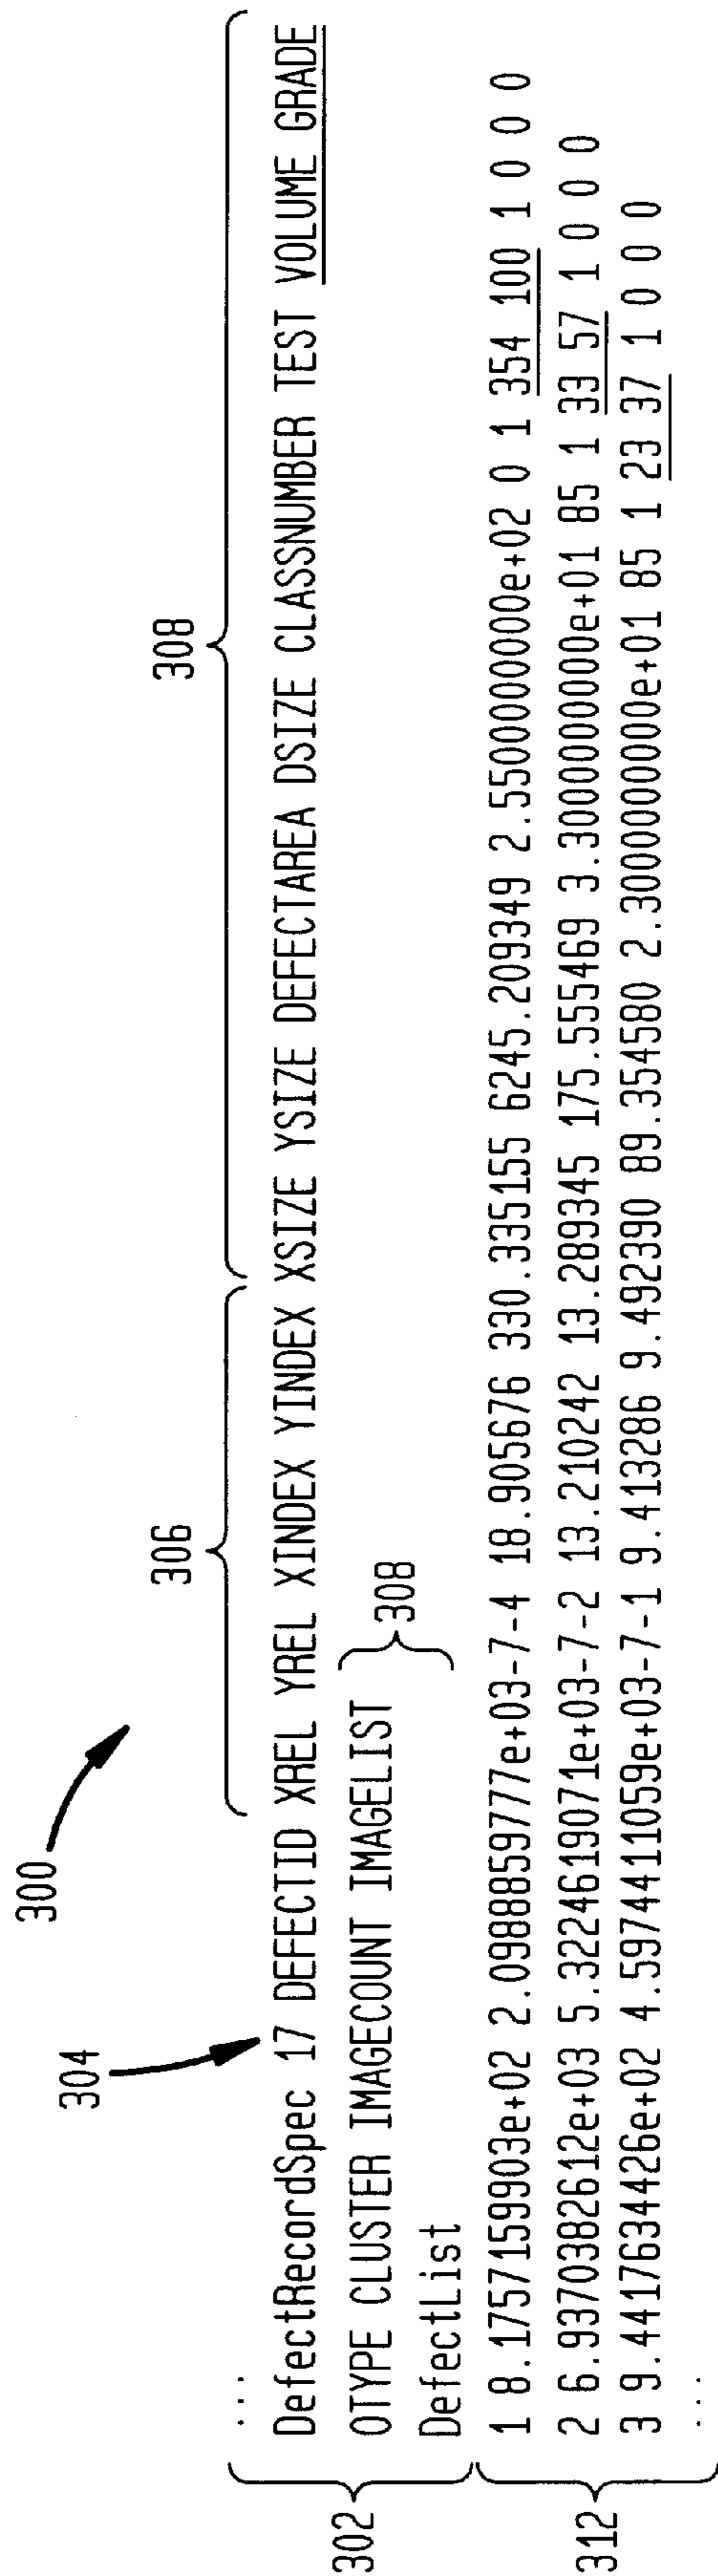 300
304
306
308
302
...
DefectRecordSpec 17 DEFECTID XREL YREL XINDEX YINDEX XSIZE YSIZE DEFECTAREA DSIZE CLASSNUMBER TEST VOLUME GRADE
OTYPE CLUSTER IMAGECOUNT IMAGELIST
308
DefectList
312
1 8.1757159903e+02 2.0988859777e+03-7-4 18.905676 330.335155 6245.209349 2.5500000000e+02 0 1 354 100 1 0 0 0
2 6.9370382612e+03 5.3224619071e+03-7-2 13.210242 13.289345 175.555469 3.3000000000e+01 85 1 33 57 1 0 0 0
3 9.4417634426e+02 4.5974411059e+03-7-1 9.413286 9.492390 89.354580 2.3000000000e+01 85 1 23 37 1 0 0 0
...